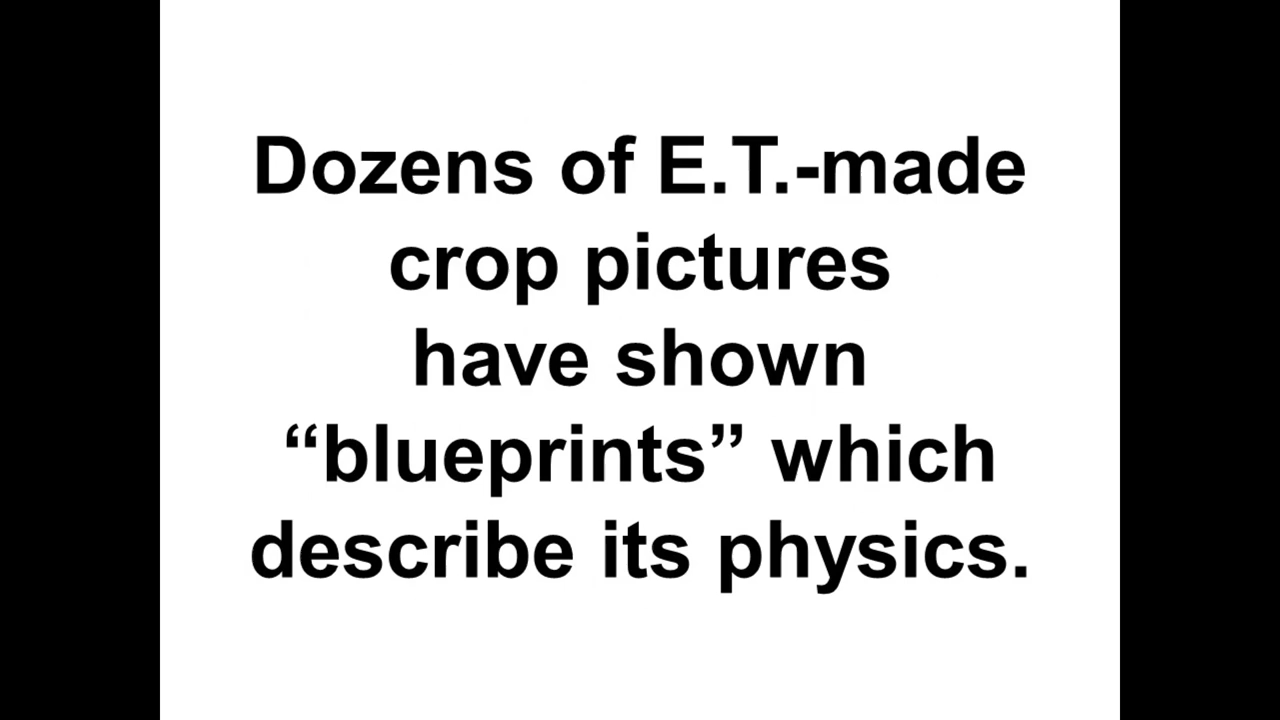 Dozens of E.T.-made
crop pictures
have shown
“blueprints” which
describe its physics.